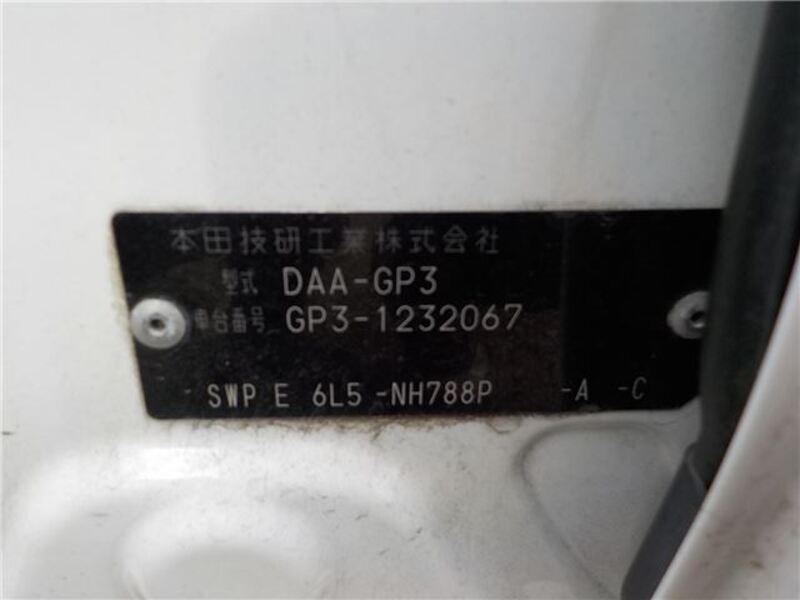 本田技研工業株式会社
型式 DAA-GP3
車台番号 GP3-1232067
SWP E 6L5 -NH788P -A -C